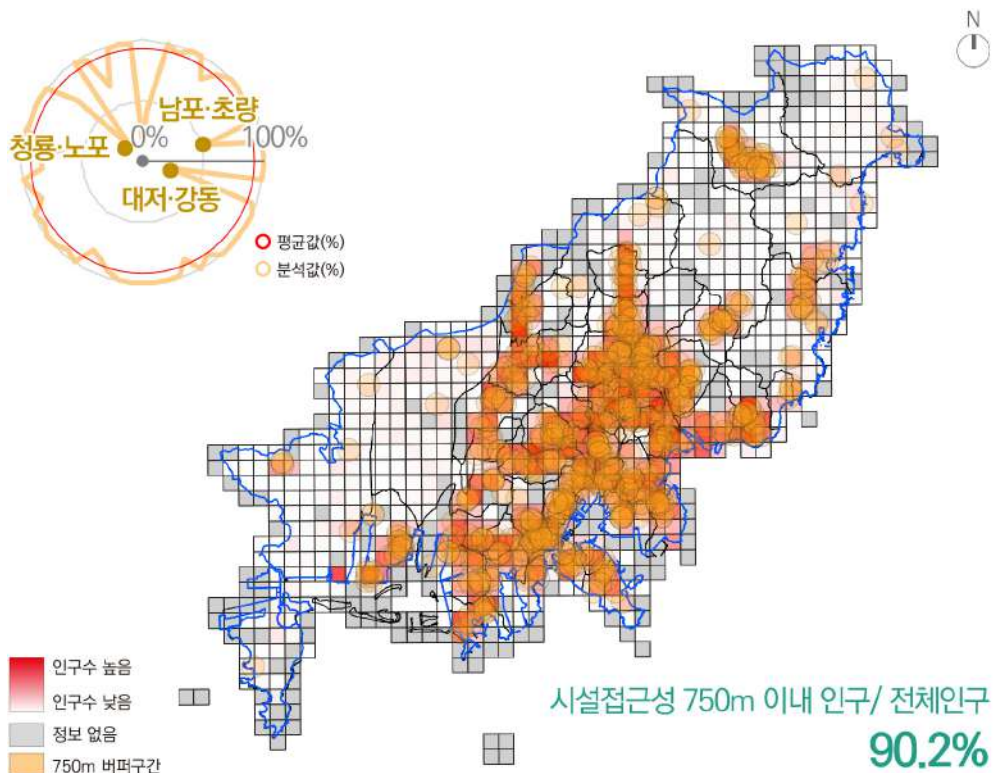 N
남포·초량
청룡·노포
0%
100%
대저·강동
평균값(%)
분석값(%)
인구수 높음
인구수 낮음
정보 없음
750m 버퍼구간
시설접근성 750m 이내 인구/ 전체인구
90.2%